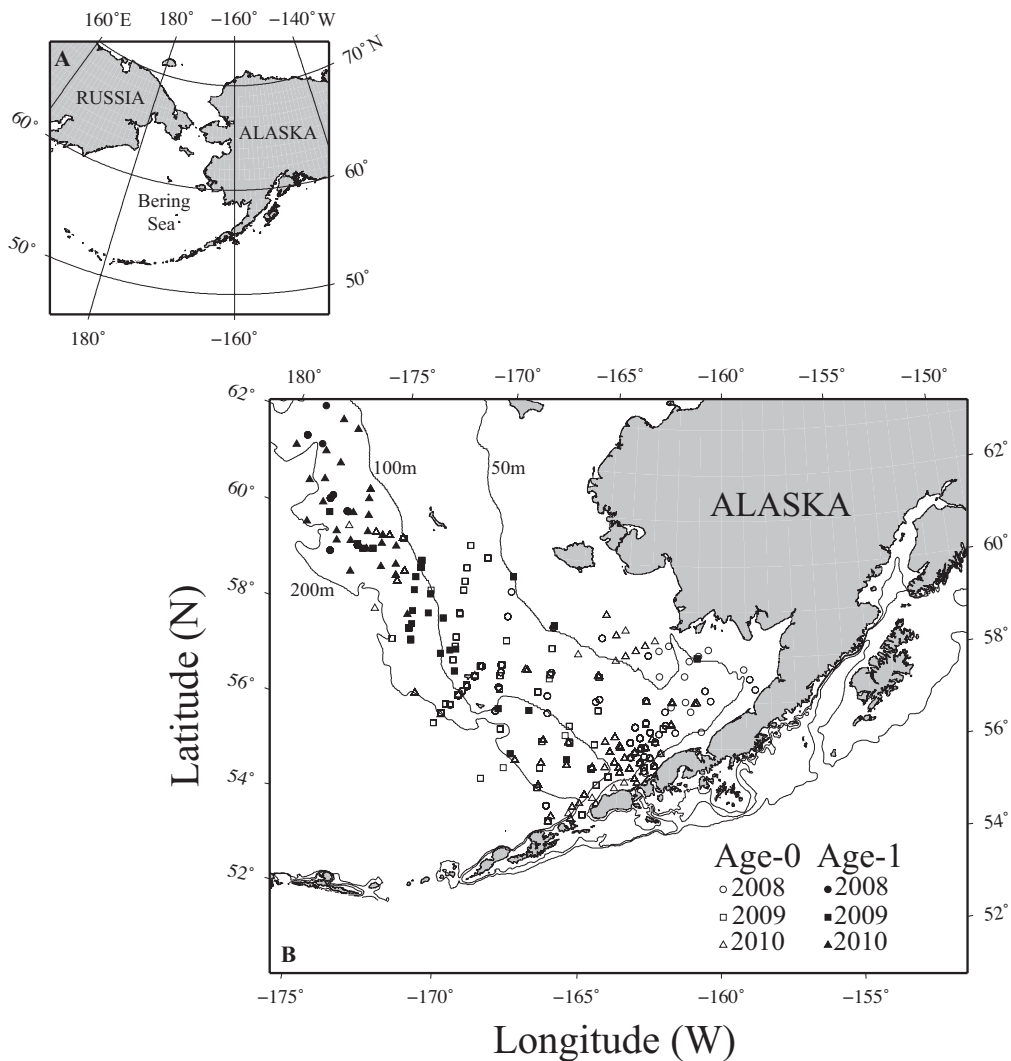 160˚E 180˚ −160˚ −140˚W
A
70˚N
RUSSIA
ALASKA
60˚
60˚
Bering
Sea
50˚
50˚
180˚ −160˚
180˚ −175˚ −170˚ −165˚ −160˚ −155˚ −150˚
62˚
62˚
100m
50m
60˚
ALASKA
60˚
58˚
200m
58˚
56˚
56˚
54˚
54˚
52˚
52˚
Latitude (N)
Age-0 Age-1
2008 2008
2009 2009
2010 2010
B
−175˚ −170˚ −165˚ −160˚ −155˚
Longitude (W)